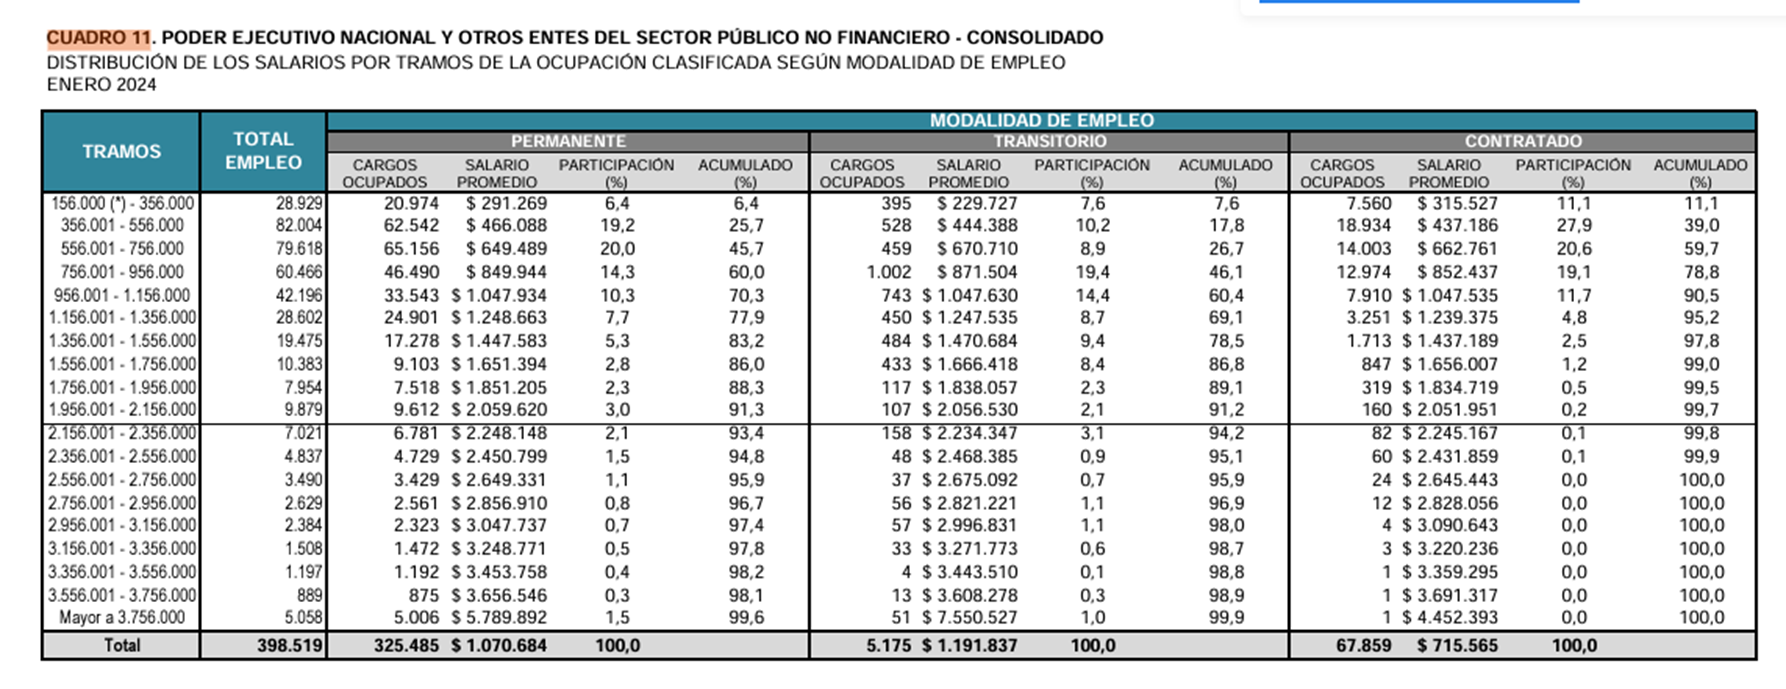 CUADRO 11. PODER EJECUTIVO NACIONAL Y OTROS ENTES DEL SECTOR PÚBLICO NO FINANCIERO - CONSOLIDADO
DISTRIBUCIÓN DE LOS SALARIOS POR TRAMOS DE LA OCUPACIÓN CLASIFICADA SEGÚN MODALIDAD DE EMPLEO
ENERO 2024
TRAMOS TOTAL EMPLEO MODALIDAD DE EMPLEO
PERMANENTE TRANSITORIO CONTRATADO
CARGOS SALARIO PARTICIPACIÓN ACUMULADO CARGOS SALARIO PARTICIPACIÓN ACUMULADO CARGOS SALARIO PARTICIPACIÓN ACUMULADO
OCUPADOS PROMEDIO (%) (%) OCUPADOS PROMEDIO (%) (%) OCUPADOS PROMEDIO (%) (%)
156.000 (*) - 356.000 28.929 20.974 $ 291.269 6,4 6,4 395 $ 229.727 7,6 7,6 7.560 $ 315.527 11,1 11,1
356.001 - 556.000 82.004 62.542 $ 466.088 19,2 25,7 528 $ 444.388 10,2 17,8 18.934 $ 437.186 27,9 39,0
556.001 - 756.000 79.618 65.156 $ 649.489 20,0 45,7 459 $ 670.710 8,9 26,7 14.003 $ 662.761 20,6 59,7
756.001 - 956.000 60.466 46.490 $ 849.944 14,3 60,0 1.002 $ 871.504 19,4 46,1 12.974 $ 852.437 19,1 78,8
956.001 - 1.156.000 42.196 33.543 $ 1.047.934 10,3 70,3 743 $ 1.047.630 14,4 60,4 7.910 $ 1.047.535 11,7 90,5
1.156.001 - 1.356.000 28.602 24.901 $ 1.248.663 7,7 77,9 450 $ 1.247.535 8,7 69,1 3.251 $ 1.239.375 4,8 95,2
1.356.001 - 1.556.000 19.475 17.278 $ 1.447.583 5,3 83,2 484 $ 1.470.684 9,4 78,5 1.713 $ 1.437.189 2,5 97,8
1.556.001 - 1.756.000 10.383 9.103 $ 1.651.394 2,8 86,0 433 $ 1.666.418 8,4 86,8 847 $ 1.656.007 1,2 99,0
1.756.001 - 1.956.000 7.954 7.518 $ 1.851.205 2,3 88,3 117 $ 1.838.057 2,3 89,1 319 $ 1.834.719 0,5 99,5
1.956.001 - 2.156.000 9.879 9.612 $ 2.059.620 3,0 91,3 107 $ 2.056.530 2,1 91,2 160 $ 2.051.951 0,2 99,7
2.156.001 - 2.356.000 7.021 6.781 $ 2.248.148 2,1 93,4 158 $ 2.234.347 3,1 94,2 82 $ 2.245.167 0,1 99,8
2.356.001 - 2.556.000 4.837 4.729 $ 2.450.799 1,5 94,8 48 $ 2.468.385 0,9 95,1 60 $ 2.431.859 0,1 99,9
2.556.001 - 2.756.000 3.490 3.429 $ 2.649.331 1,1 95,9 37 $ 2.675.092 0,7 95,9 24 $ 2.645.443 0,0 100,0
2.756.001 - 2.956.000 2.629 2.561 $ 2.856.910 0,8 96,7 56 $ 2.821.221 1,1 96,9 12 $ 2.828.056 0,0 100,0
2.956.001 - 3.156.000 2.384 2.323 $ 3.047.737 0,7 97,4 57 $ 2.996.831 1,1 98,0 4 $ 3.090.643 0,0 100,0
3.156.001 - 3.356.000 1.508 1.472 $ 3.248.771 0,5 97,8 33 $ 3.271.773 0,6 98,7 3 $ 3.220.236 0,0 100,0
3.356.001 - 3.556.000 1.197 1.192 $ 3.453.758 0,4 98,2 4 $ 3.443.510 0,1 98,8 1 $ 3.359.295 0,0 100,0
3.556.001 - 3.756.000 889 875 $ 3.656.546 0,3 98,1 13 $ 3.608.278 0,3 98,9 1 $ 3.691.317 0,0 100,0
Mayor a 3.756.000 5.058 5.006 $ 5.789.892 1,5 99,6 51 $ 7.550.527 1,0 99,9 1 $ 4.452.393 0,0 100,0
Total 398.519 325.485 $ 1.070.684 100,0 5.175 $ 1.191.837 100,0 67.859 $ 715.565 100,0